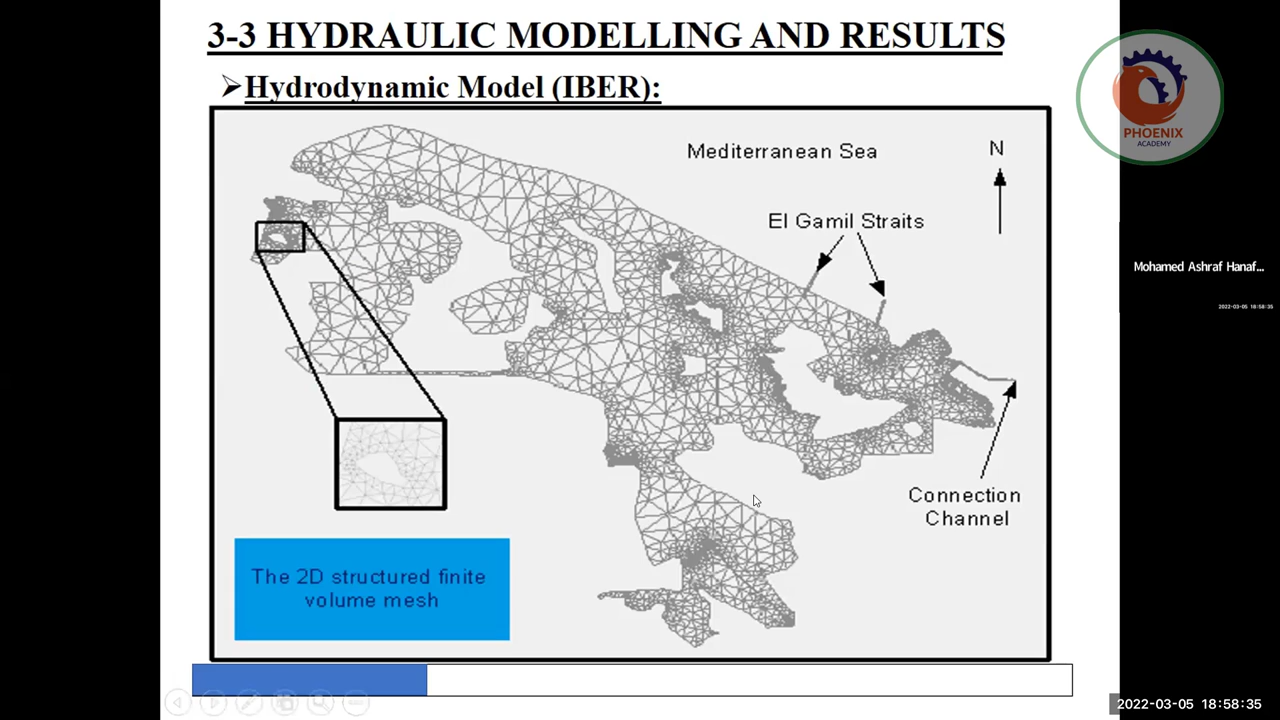 3-3 HYDRAULIC MODELLING AND RESULTS
➢Hydrodynamic Model (IBER):
Mediterranean Sea
N
El Gamil Straits
Connection
Channel
The 2D structured finite
volume mesh
PHOENIX
ACADEMY
Mohamed Ashraf Hanaf...
2022-03-05 18:58:35
2022-03-05 18:58:35